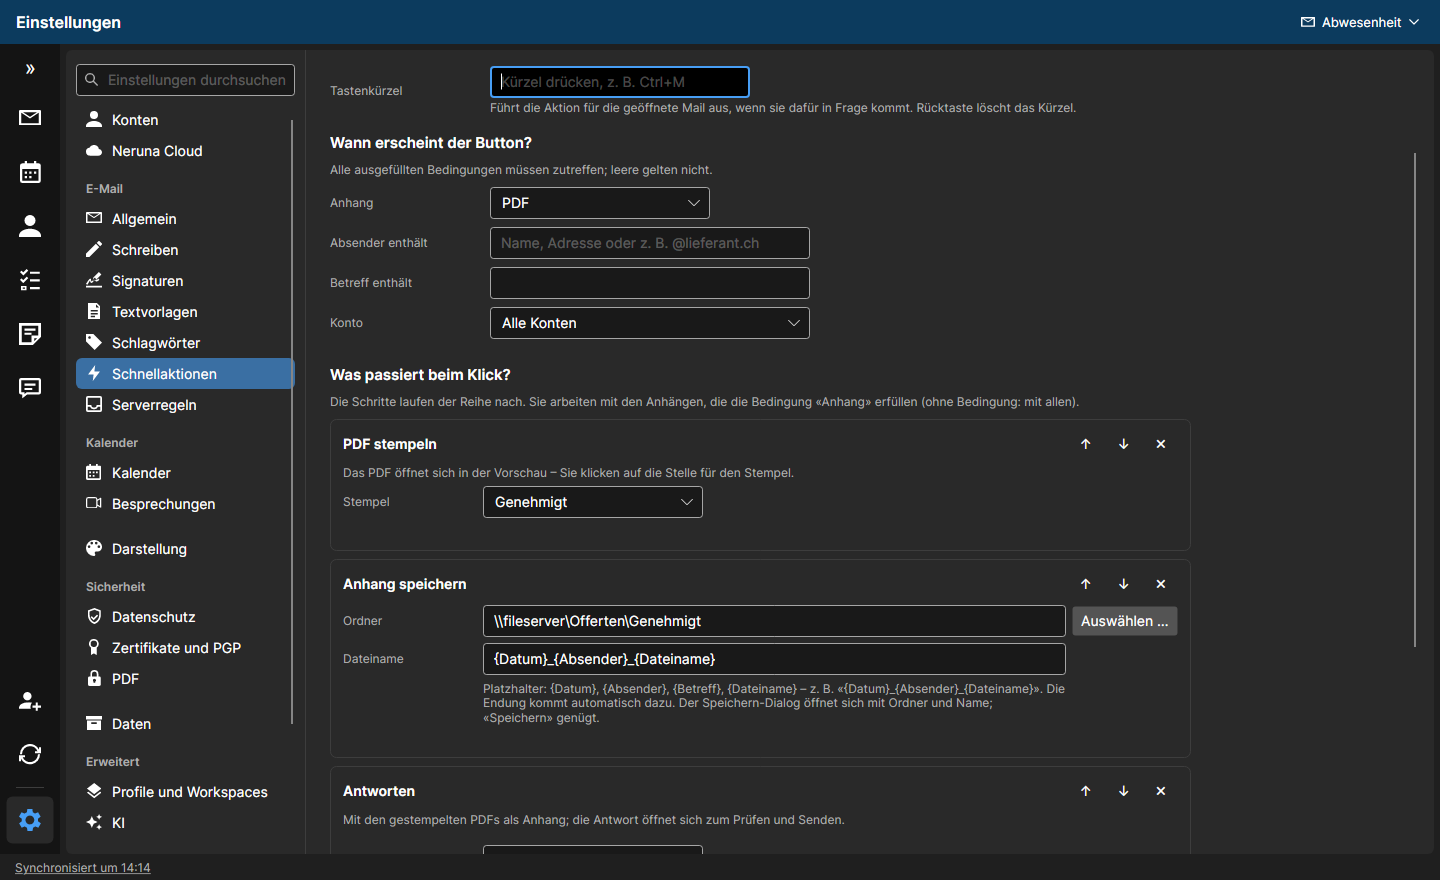 Einstellungen
Abwesenheit
Einstellungen durchsuchen
Konten
Neruna Cloud
E-Mail
Allgemein
Schreiben
Signaturen
Textvorlagen
Schlagwörter
Schnellaktionen
Serverregeln
Kalender
Kalender
Besprechungen
Darstellung
Sicherheit
Datenschutz
Zertifikate und PGP
PDF
Daten
Erweitert
Profile und Workspaces
KI
Tastenkürzel
Kürzel drücken, z. B. Ctrl+M
Führt die Aktion für die geöffnete Mail aus, wenn sie dafür in Frage kommt. Rücktaste löscht das Kürzel.
Wann erscheint der Button?
Alle ausgefüllten Bedingungen müssen zutreffen; leere gelten nicht.
Anhang
PDF
Absender enthält
Name, Adresse oder z. B. @lieferant.ch
Betreff enthält
Konto
Alle Konten
Was passiert beim Klick?
Die Schritte laufen der Reihe nach. Sie arbeiten mit den Anhängen, die die Bedingung «Anhang» erfüllen (ohne Bedingung: mit allen).
PDF stempeln
Das PDF öffnet sich in der Vorschau – Sie klicken auf die Stelle für den Stempel.
Stempel
Genehmigt
Anhang speichern
Ordner
\\fileserver\Offerten\Genehmigt
Auswählen ...
Dateiname
{Datum}_{Absender}_{Dateiname}
Platzhalter: {Datum}, {Absender}, {Betreff}, {Dateiname} – z. B. «{Datum}_{Absender}_{Dateiname}». Die
Endung kommt automatisch dazu. Der Speichern-Dialog öffnet sich mit Ordner und Name;
«Speichern» genügt.
Antworten
Mit den gestempelten PDFs als Anhang; die Antwort öffnet sich zum Prüfen und Senden.
Synchronisiert um 14:14